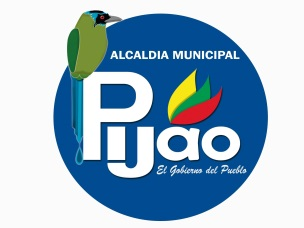 ALCALDIA MUNICIPAL
Pijao
El Gobierno del Pueblo